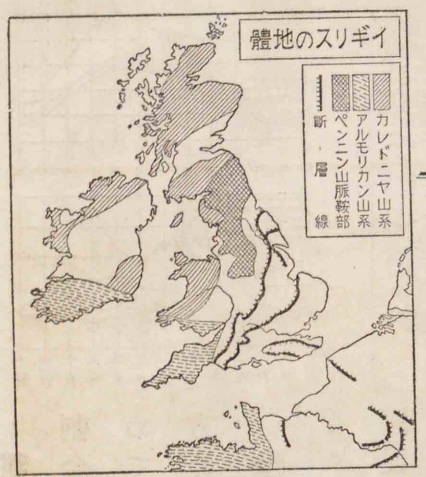 イギリスの地體
カレドニヤ山系
アルモリカン山系
ペンニン山脈鞍部
斷層線